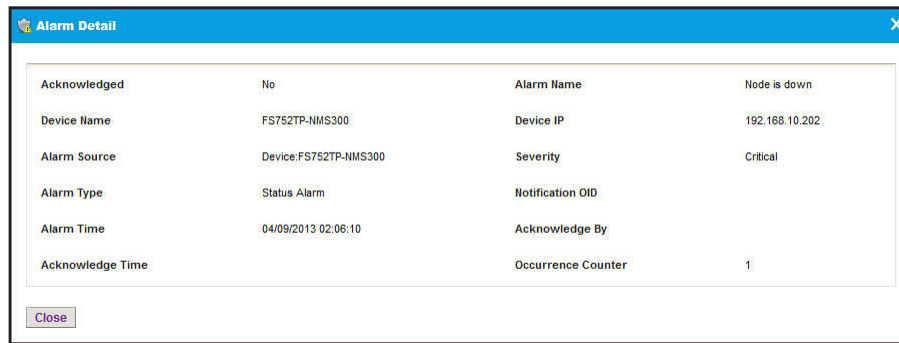 Alarm Detail X
Acknowledged No Alarm Name Node is down
Device Name FS752TP-NMS300 Device IP 192.168.10.202
Alarm Source Device:FS752TP-NMS300 Severity Critical
Alarm Type Status Alarm Notification OID
Alarm Time 04/09/2013 02:06:10 Acknowledge By
Acknowledge Time Occurrence Counter 1
Close